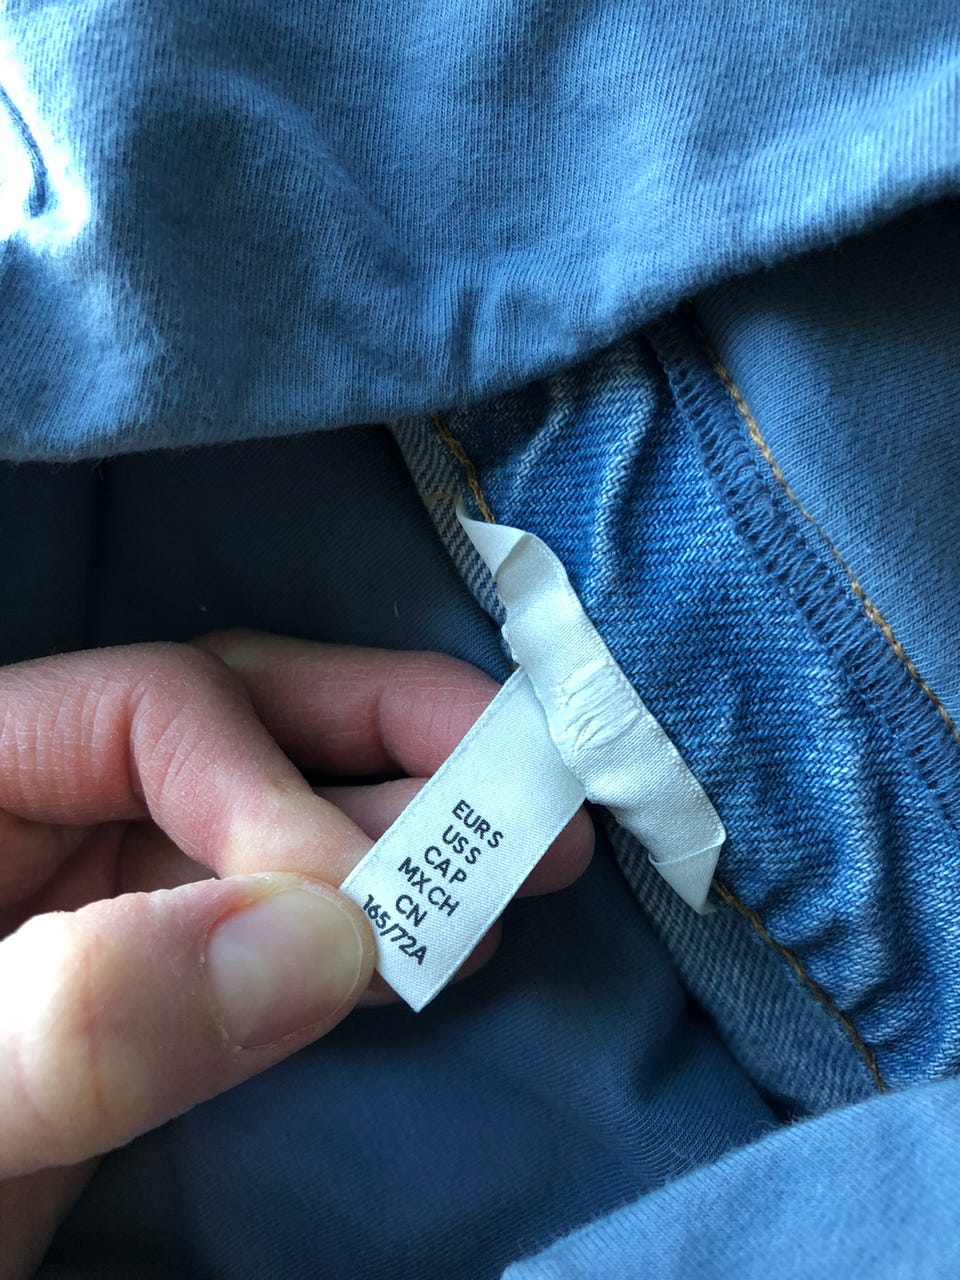 EUR S
US S
CA P
MX CH
CN
165/72A